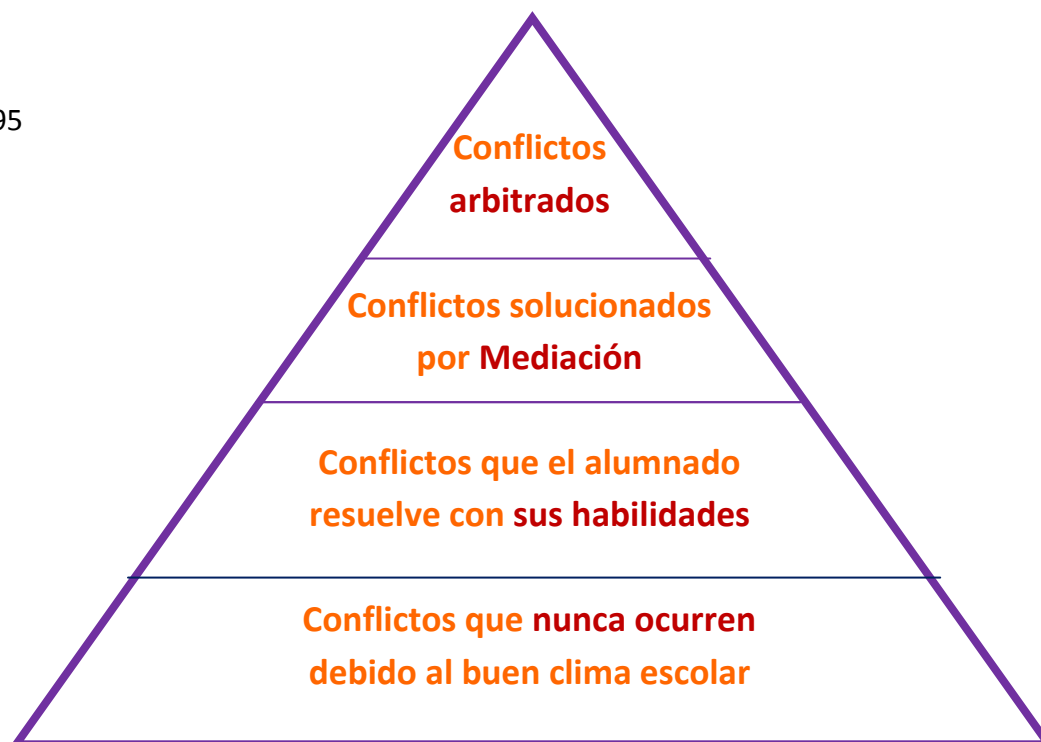 95
Conflictos
arbitrados
Conflictos solucionados
por Mediación
Conflictos que el alumnado
resuelve con sus habilidades
Conflictos que nunca ocurren
debido al buen clima escolar